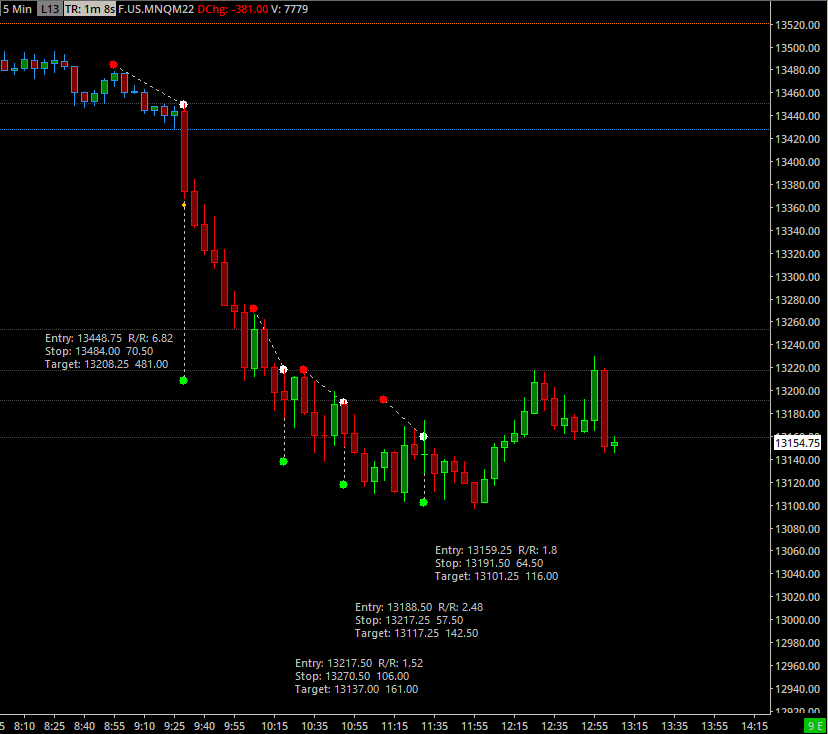 5 Min L13 TR: 1m 8s F.US.MNQM22 DChg: -381.00 V: 7779
13520.00
13500.00
13480.00
13460.00
13440.00
13420.00
13400.00
13380.00
13360.00
13340.00
13320.00
13300.00
13280.00
13260.00
13240.00
13220.00
13200.00
13180.00
13154.75
13140.00
13120.00
13100.00
13080.00
13060.00
13040.00
13020.00
13000.00
12980.00
12960.00
12940.00
12920.00
Entry: 13448.75 R/R: 6.82
Stop: 13484.00 70.50
Target: 13208.25 481.00
Entry: 13159.25 R/R: 1.8
Stop: 13191.50 64.50
Target: 13101.25 116.00
Entry: 13188.50 R/R: 2.48
Stop: 13217.25 57.50
Target: 13117.25 142.50
Entry: 13217.50 R/R: 1.52
Stop: 13270.50 106.00
Target: 13137.00 161.00
8:10 8:25 8:40 8:55 9:10 9:25 9:40 9:55 10:15 10:35 10:55 11:15 11:35 11:55 12:15 12:35 12:55 13:15 13:35 13:55 14:15 9 E